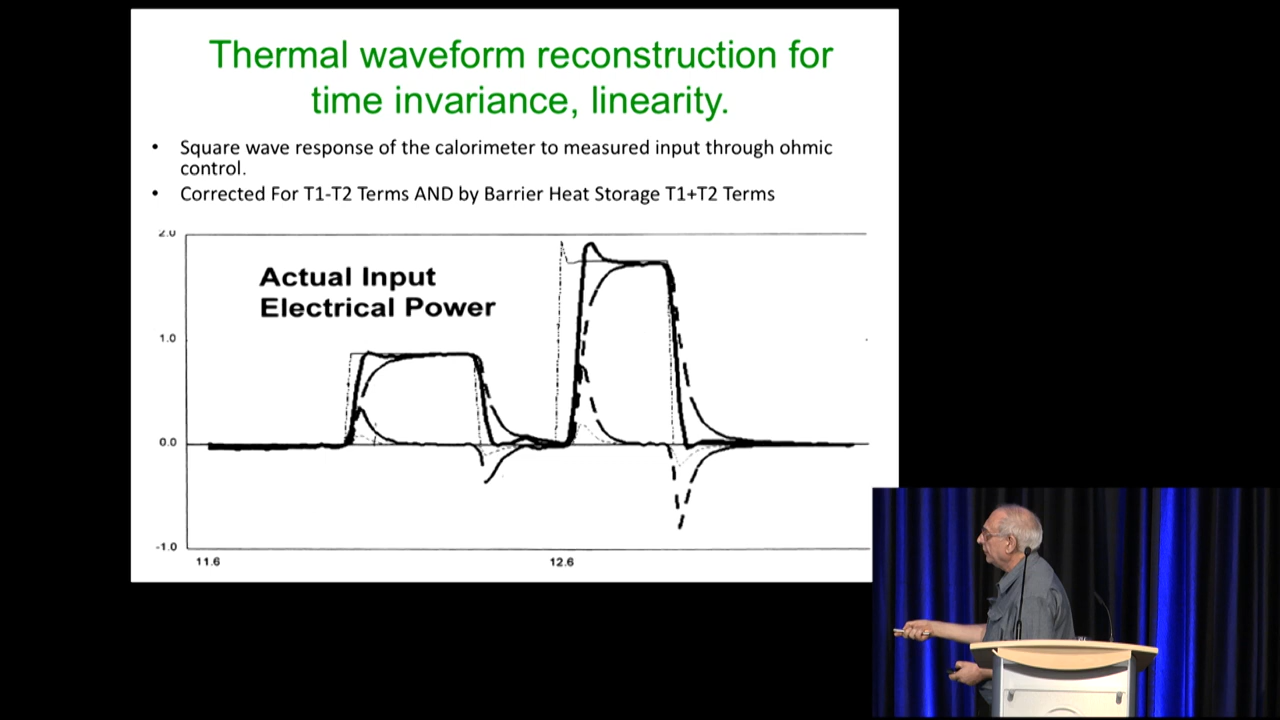 Thermal waveform reconstruction for
time invariance, linearity.
• Square wave response of the calorimeter to measured input through ohmic
control.
• Corrected For T1-T2 Terms AND by Barrier Heat Storage T1+T2 Terms
2.0
Actual Input
Electrical Power
1.0
0.0
-1.0
11.6 12.6